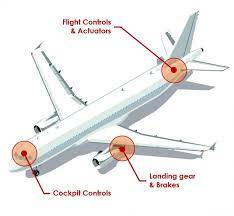 Flight Controls
& Actuators
Landing gear
& Brakes
Cockpit Controls